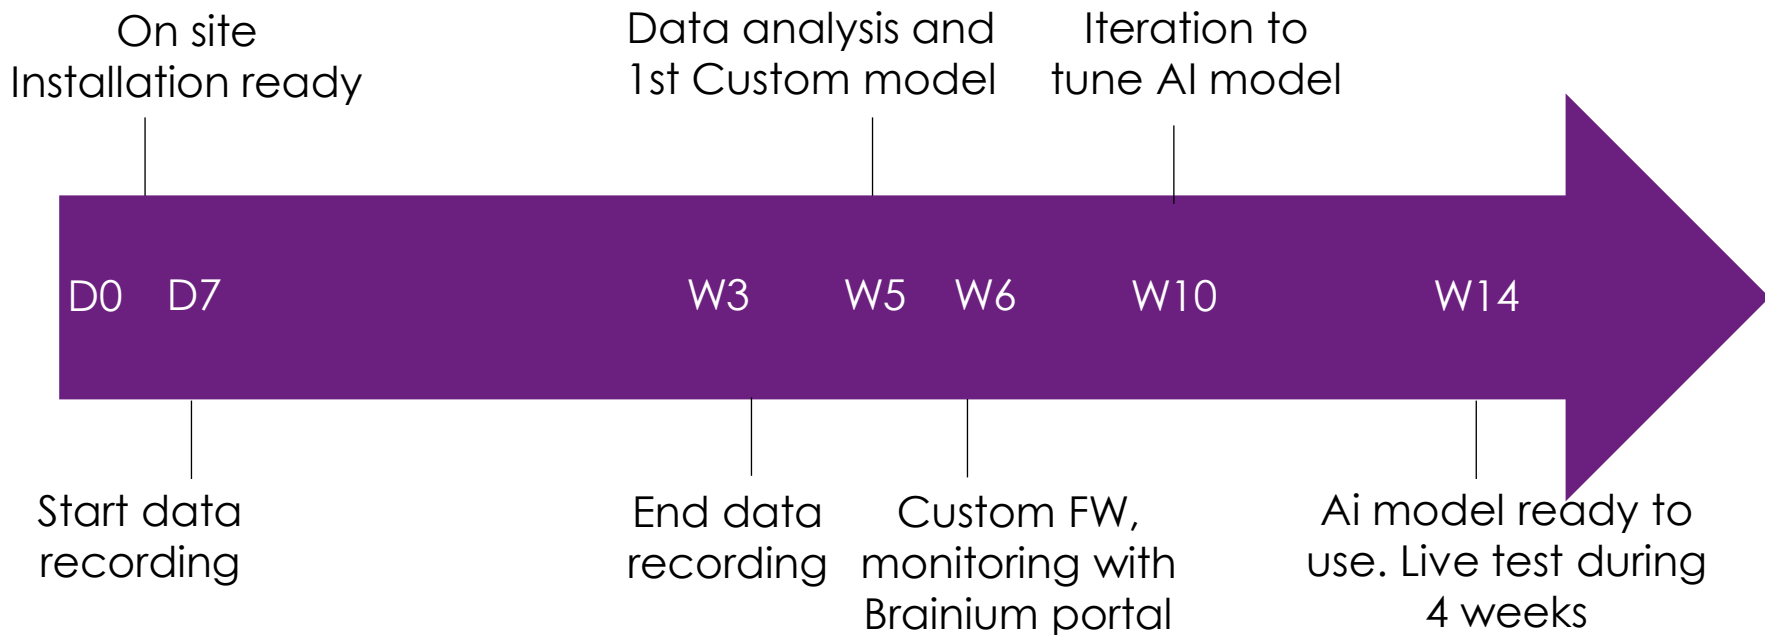 On site
Installation ready
Data analysis and
1st Custom model
Iteration to
tune AI model
D0
D7
W3
W5
W6
W10
W14
Start data
recording
End data
recording
Custom FW,
monitoring with
Brainium portal
Ai model ready to
use. Live test during
4 weeks